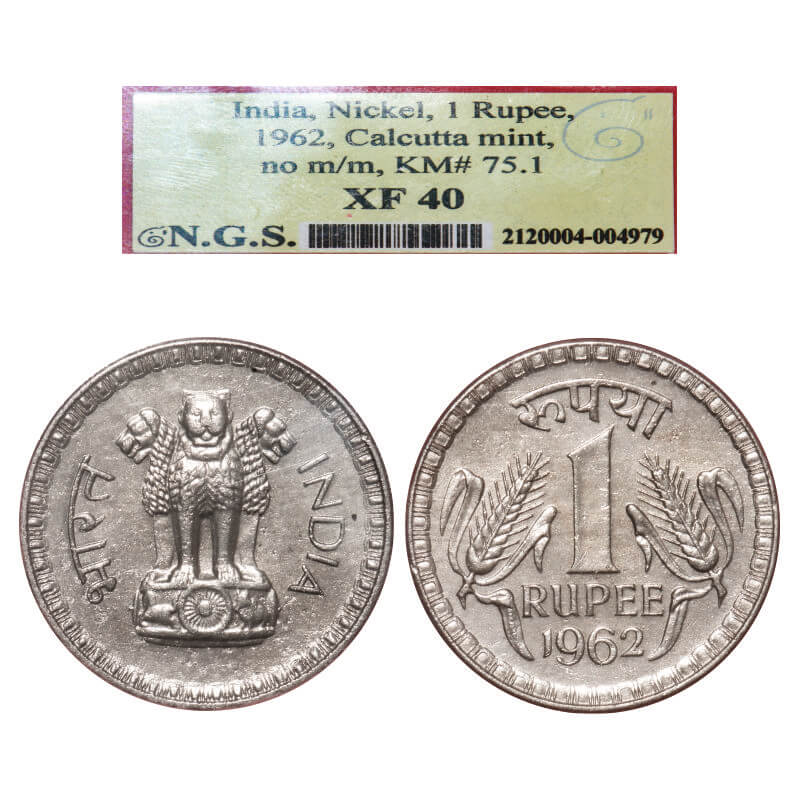 India, Nickel, 1 Rupee,
1962, Calcutta mint,
no m/m, KM# 75.1
XF 40
N.G.S.
2120004-004979
भारत
INDIA
रुपया
1
RUPEE
1962